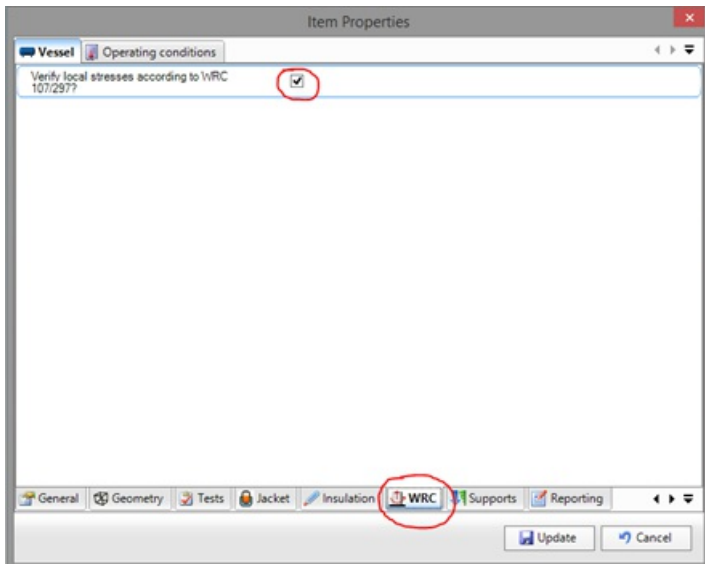 Item Properties
Vessel Operating conditions
Verify local stresses according to WRC
107/297?
General Geometry Tests Jacket Insulation WRC Supports Reporting
Update Cancel